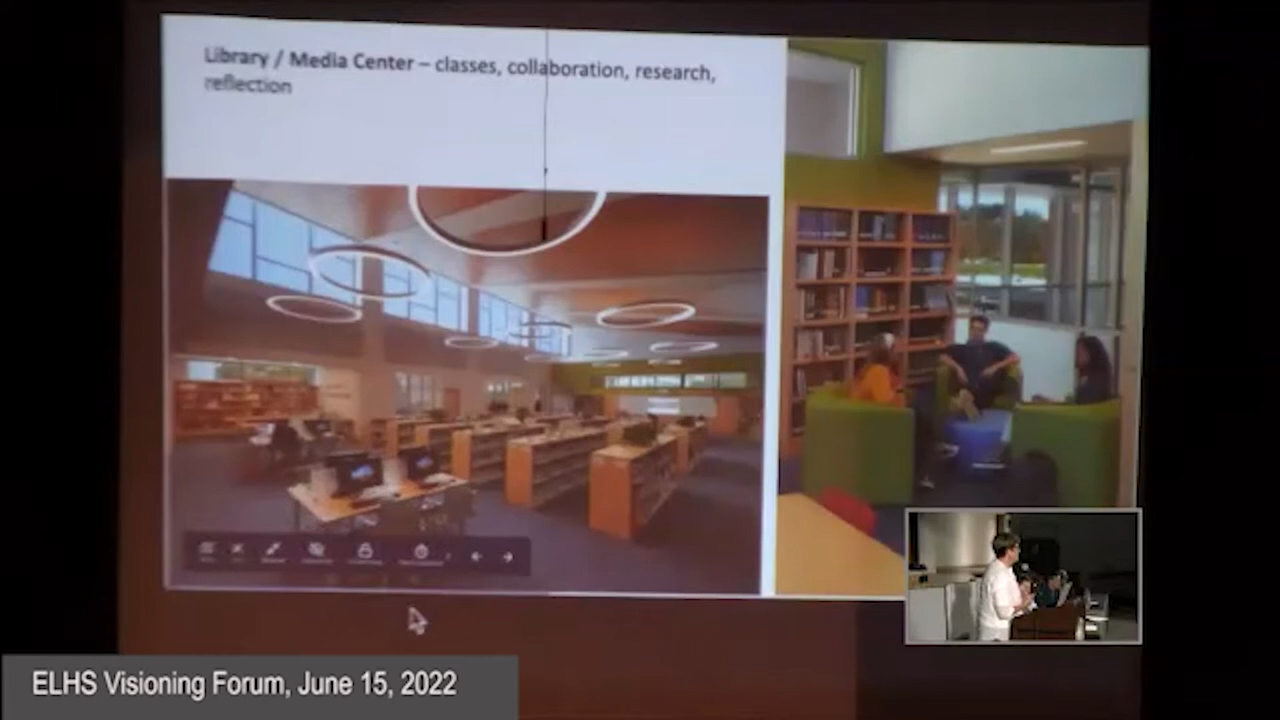 Library / Media Center – classes, collaboration, research,
reflection
ELHS Visioning Forum, June 15, 2022